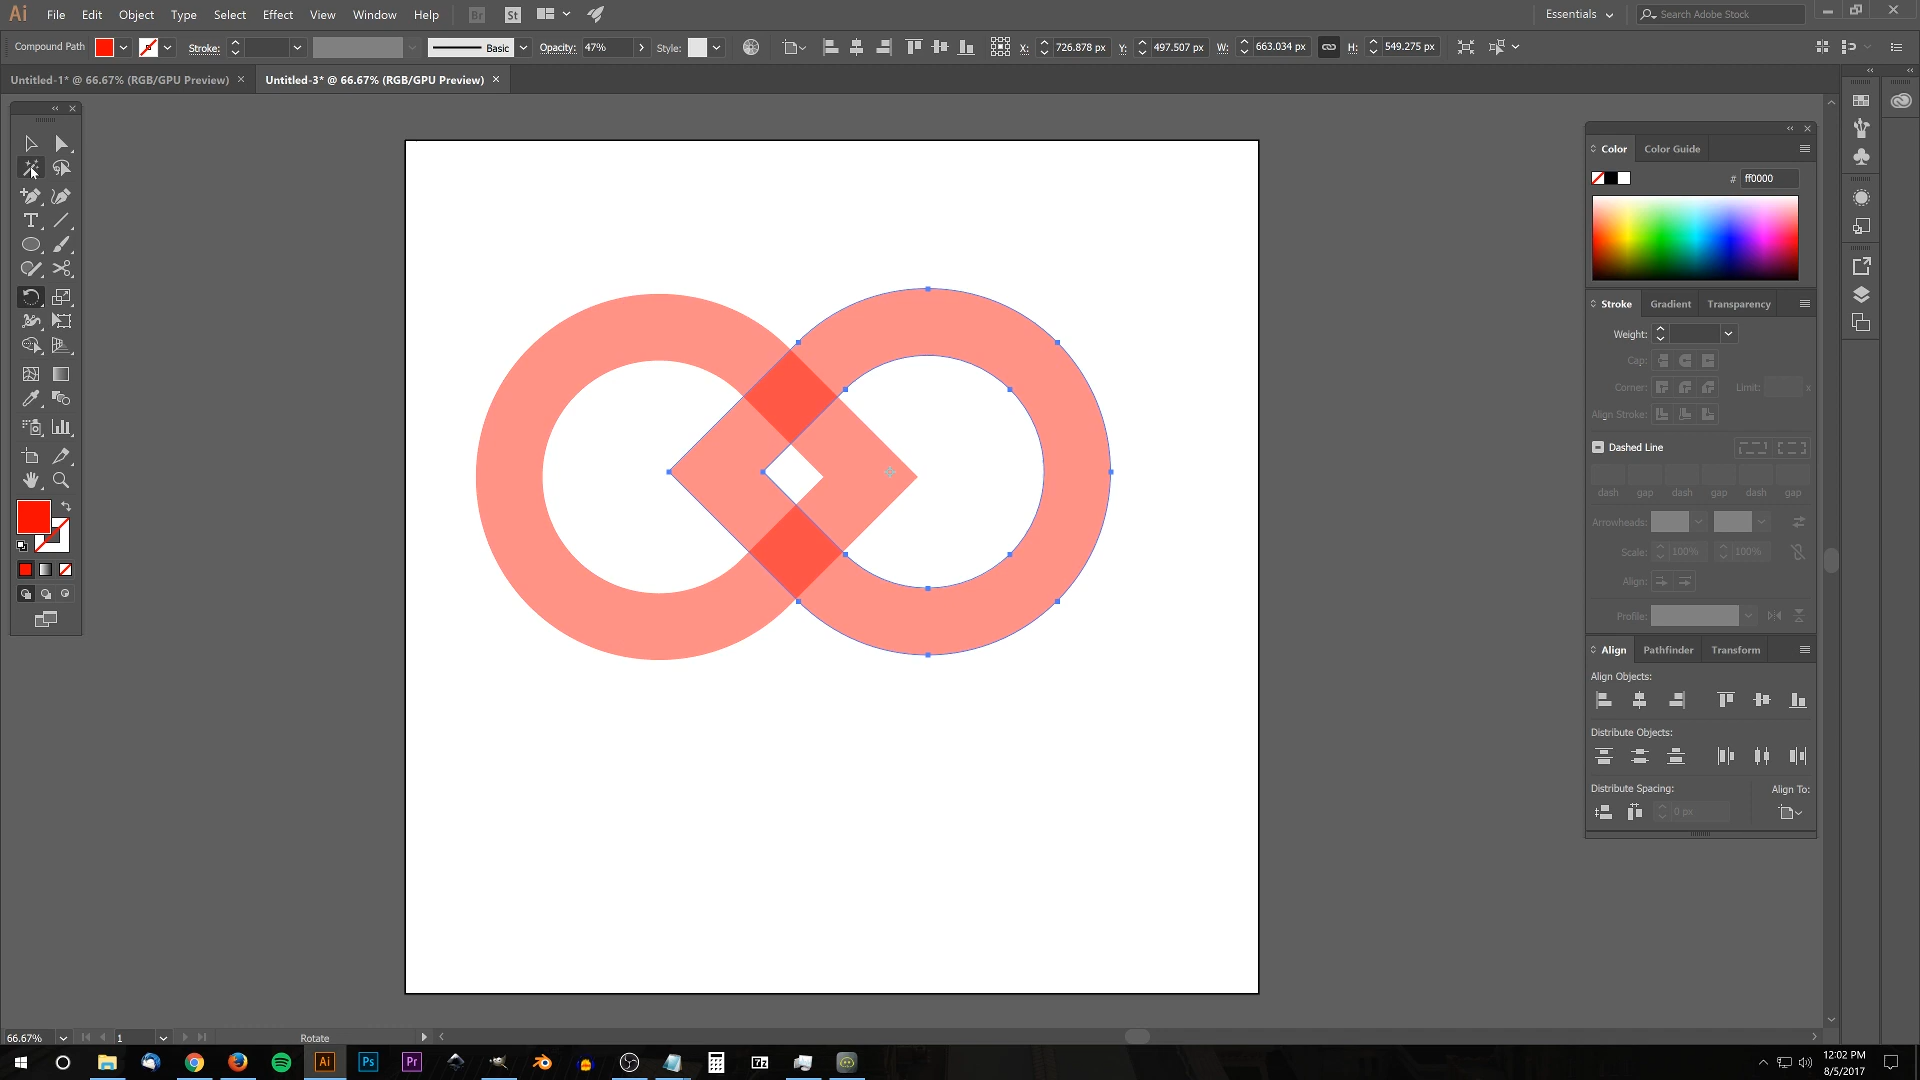 Ai File Edit Object Type Select Effect View Window Help Br St Essentials Search Adobe Stock
Compound Path Stroke: Basic Opacity: 47% Style: X: 726.878 px Y: 497.507 px W: 663.034 px H: 549.275 px
Untitled-1* @ 66.67% (RGB/GPU Preview) × Untitled-3* @ 66.67% (RGB/GPU Preview) ×
Color Color Guide
# ff0000
Stroke Gradient Transparency
Weight:
Cap:
Corner: Limit: x
Align Stroke:
Dashed Line
dash gap dash gap dash gap
Arrowheads:
Scale: 100% 100%
Align:
Profile:
Align Pathfinder Transform
Align Objects:
Distribute Objects:
Distribute Spacing: Align To:
0 px
66.67% 1 Rotate
Ai Ps Pr 7z
12:02 PM
8/5/2017